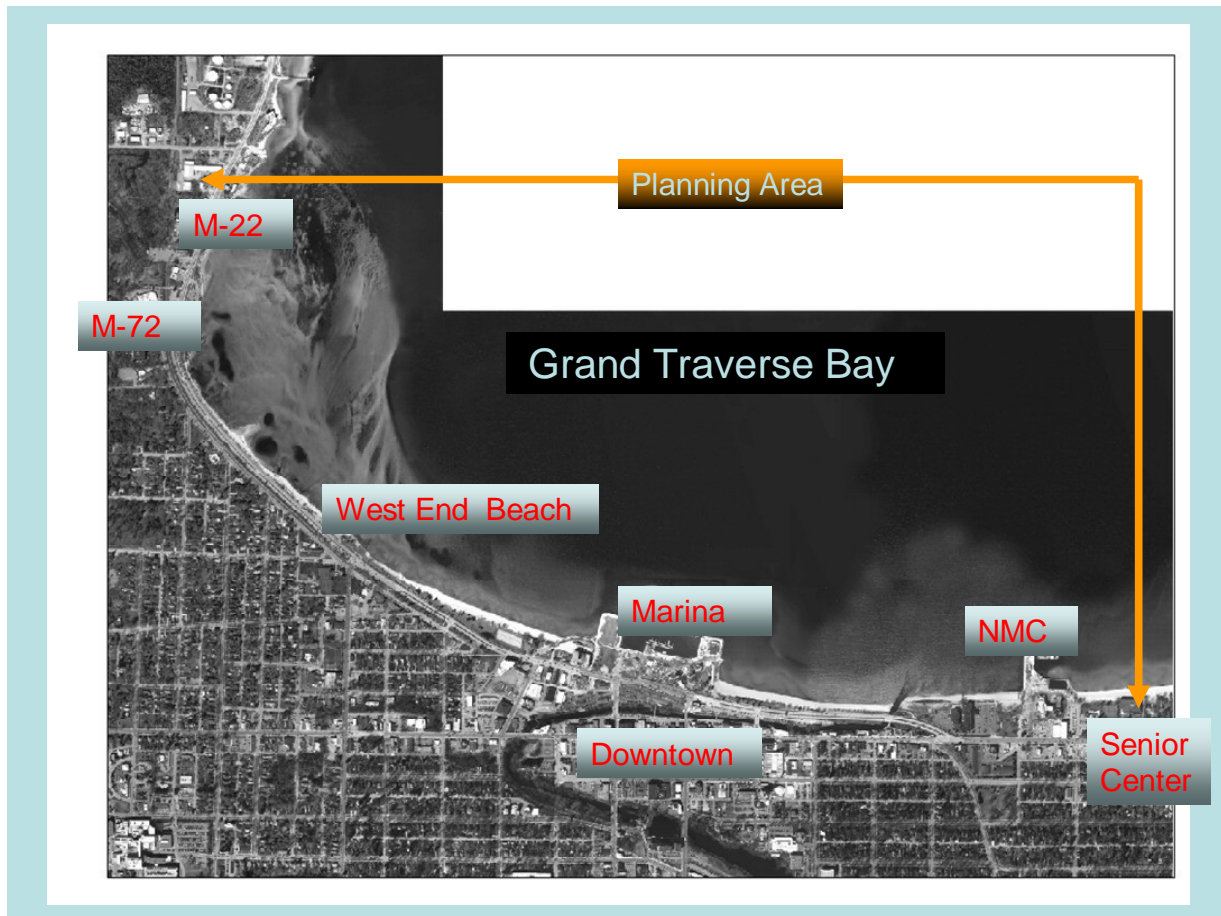 Planning Area
M-22
M-72
Grand Traverse Bay
West End Beach
Marina
NMC
Downtown
Senior
Center